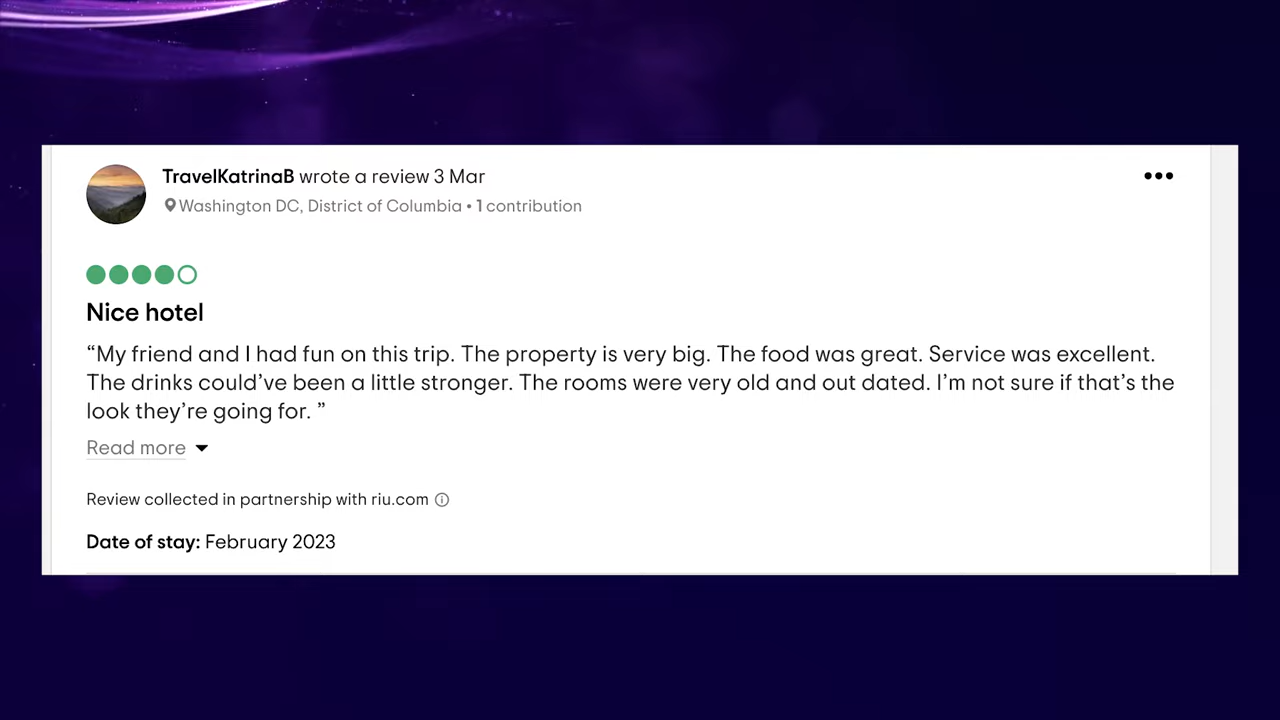 TravelKatrinaB wrote a review 3 Mar
Washington DC, District of Columbia • 1 contribution
Nice hotel
“My friend and I had fun on this trip. The property is very big. The food was great. Service was excellent.
The drinks could’ve been a little stronger. The rooms were very old and out dated. I’m not sure if that’s the
look they’re going for. ”
Read more
Review collected in partnership with riu.com
Date of stay: February 2023